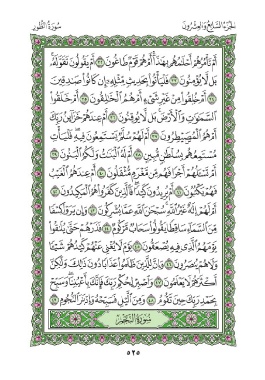 الجزء السابع والعشرون سورة الطور
أَمْ تَأْمُرُهُمْ أَحْلَٰمُهُم بِهَٰذَآ أَمْ هُمْ قَوْمٌ طَاغُونَ ٣٢ أَمْ يَقُولُونَ تَقَوَّلَهُۥ
بَل لَّا يُؤْمِنُونَ ٣٣ فَلْيَأْتُوا۟ بِحَدِيثٍ مِّثْلِهِۦٓ إِن كَانُوا۟ صَٰدِقِينَ
٣٤ أَمْ خُلِقُوا۟ مِنْ غَيْرِ شَىْءٍ أَمْ هُمُ ٱلْخَٰلِقُونَ ٣٥ أَمْ خَلَقُوا۟
ٱلسَّمَٰوَٰتِ وَٱلْأَرْضَ بَل لَّا يُوقِنُونَ ٣٦ أَمْ عِندَهُمْ خَزَآئِنُ رَبِّكَ
أَمْ هُمُ ٱلْمُصَۣيْطِرُونَ ٣٧ أَمْ لَهُمْ سُلَّمٌ يَسْتَمِعُونَ فِيهِ فَلْيَأْتِ
مُسْتَمِعُهُم بِسُلْطَٰنٍ مُّبِينٍ ٣٨ أَمْ لَهُ ٱلْبَنَٰتُ وَلَكُمُ ٱلْبَنُونَ ٣٩
أَمْ تَسْـَٔلُهُمْ أَجْرًا فَهُم مِّن مَّغْرَمٍ مُّثْقَلُونَ ٤٠ أَمْ عِندَهُمُ ٱلْغَيْبُ
فَهُمْ يَكْتُبُونَ ٤١ أَمْ يُرِيدُونَ كَيْدًا فَٱلَّذِينَ كَفَرُوا۟ هُمُ ٱلْمَكِيدُونَ ٤٢
أَمْ لَهُمْ إِلَٰهٌ غَيْرُ ٱللَّهِ سُبْحَٰنَ ٱللَّهِ عَمَّا يُشْرِكُونَ ٤٣ وَإِن يَرَوْا۟ كِسْفًا
مِّنَ ٱلسَّمَآءِ سَاقِطًا يَقُولُوا۟ سَحَابٌ مَّرْكُومٌ ٤٤ فَذَرْهُمْ حَتَّىٰ يُلَٰقُوا۟
يَوْمَهُمُ ٱلَّذِى فِيهِ يُصْعَقُونَ ٤٥ يَوْمَ لَا يُغْنِى عَنْهُمْ كَيْدُهُمْ شَيْـًٔا
وَلَا هُمْ يُنصَرُونَ ٤٦ وَإِنَّ لِلَّذِينَ ظَلَمُوا۟ عَذَابًا دُونَ ذَٰلِكَ وَلَٰكِنَّ
أَكْثَرَهُمْ لَا يَعْلَمُونَ ٤٧ وَٱصْبِرْ لِحُكْمِ رَبِّكَ فَإِنَّكَ بِأَعْيُنِنَا وَسَبِّحْ
بِحَمْدِ رَبِّكَ حِينَ تَقُومُ ٤٨ وَمِنَ ٱلَّيْلِ فَسَبِّحْهُ وَإِدْبَٰرَ ٱلنُّجُومِ ٤٩
سورة النجم
٥٢٥